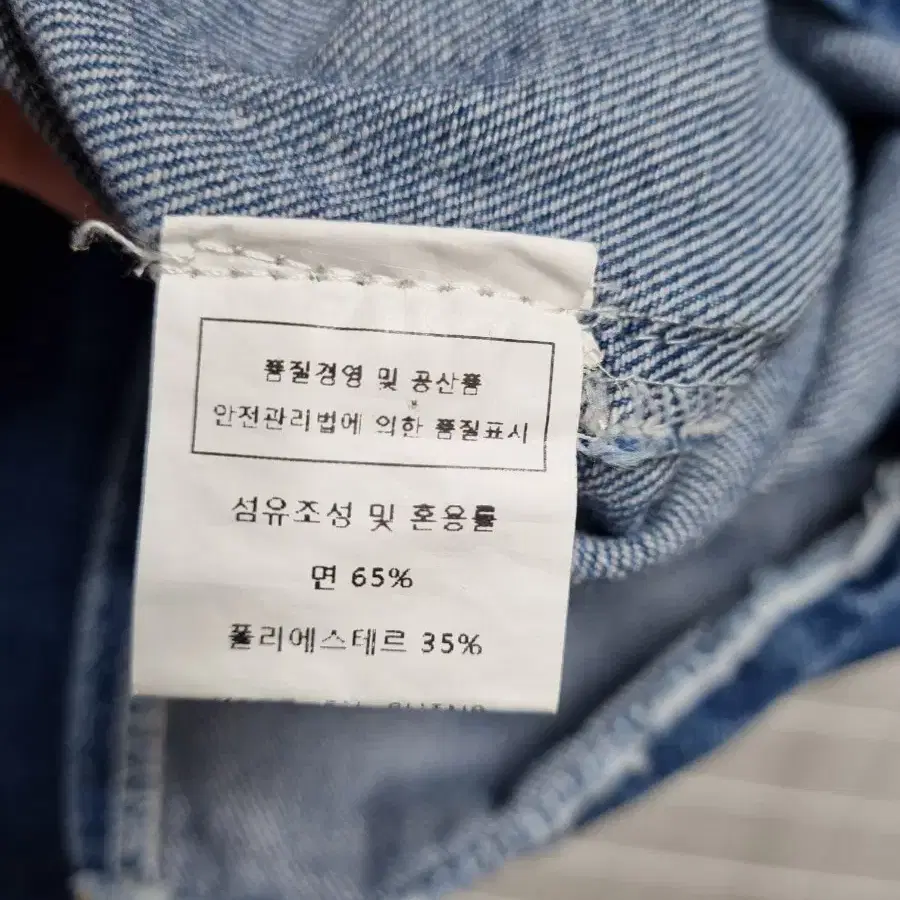 품질경영 및 공산품
안전관리법에 의한 품질표시
섬유조성 및 혼용률
면 65%
폴리에스테르 35%